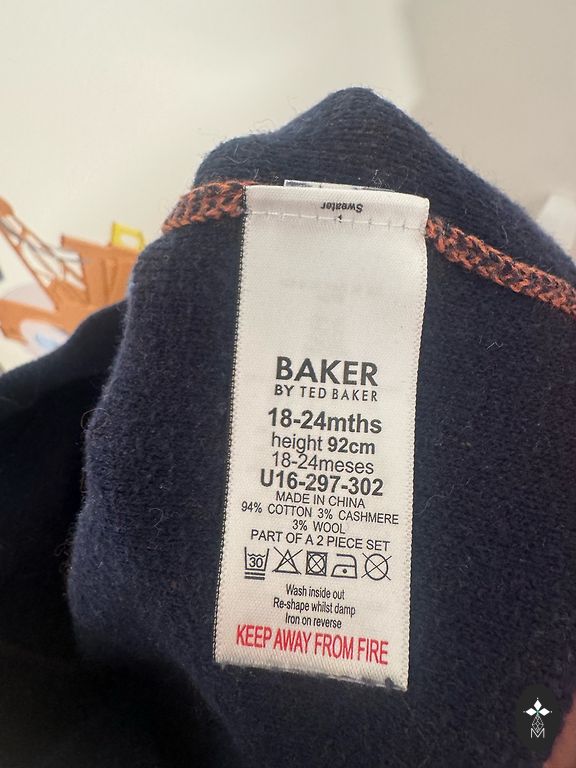 Sweater
BAKER
BY TED BAKER
18-24mths
height 92cm
18-24meses
U16-297-302
MADE IN CHINA
94% COTTON 3% CASHMERE
3% WOOL
PART OF A 2 PIECE SET
30
Wash inside out
Re-shape whilst damp
Iron on reverse
KEEP AWAY FROM FIRE
M